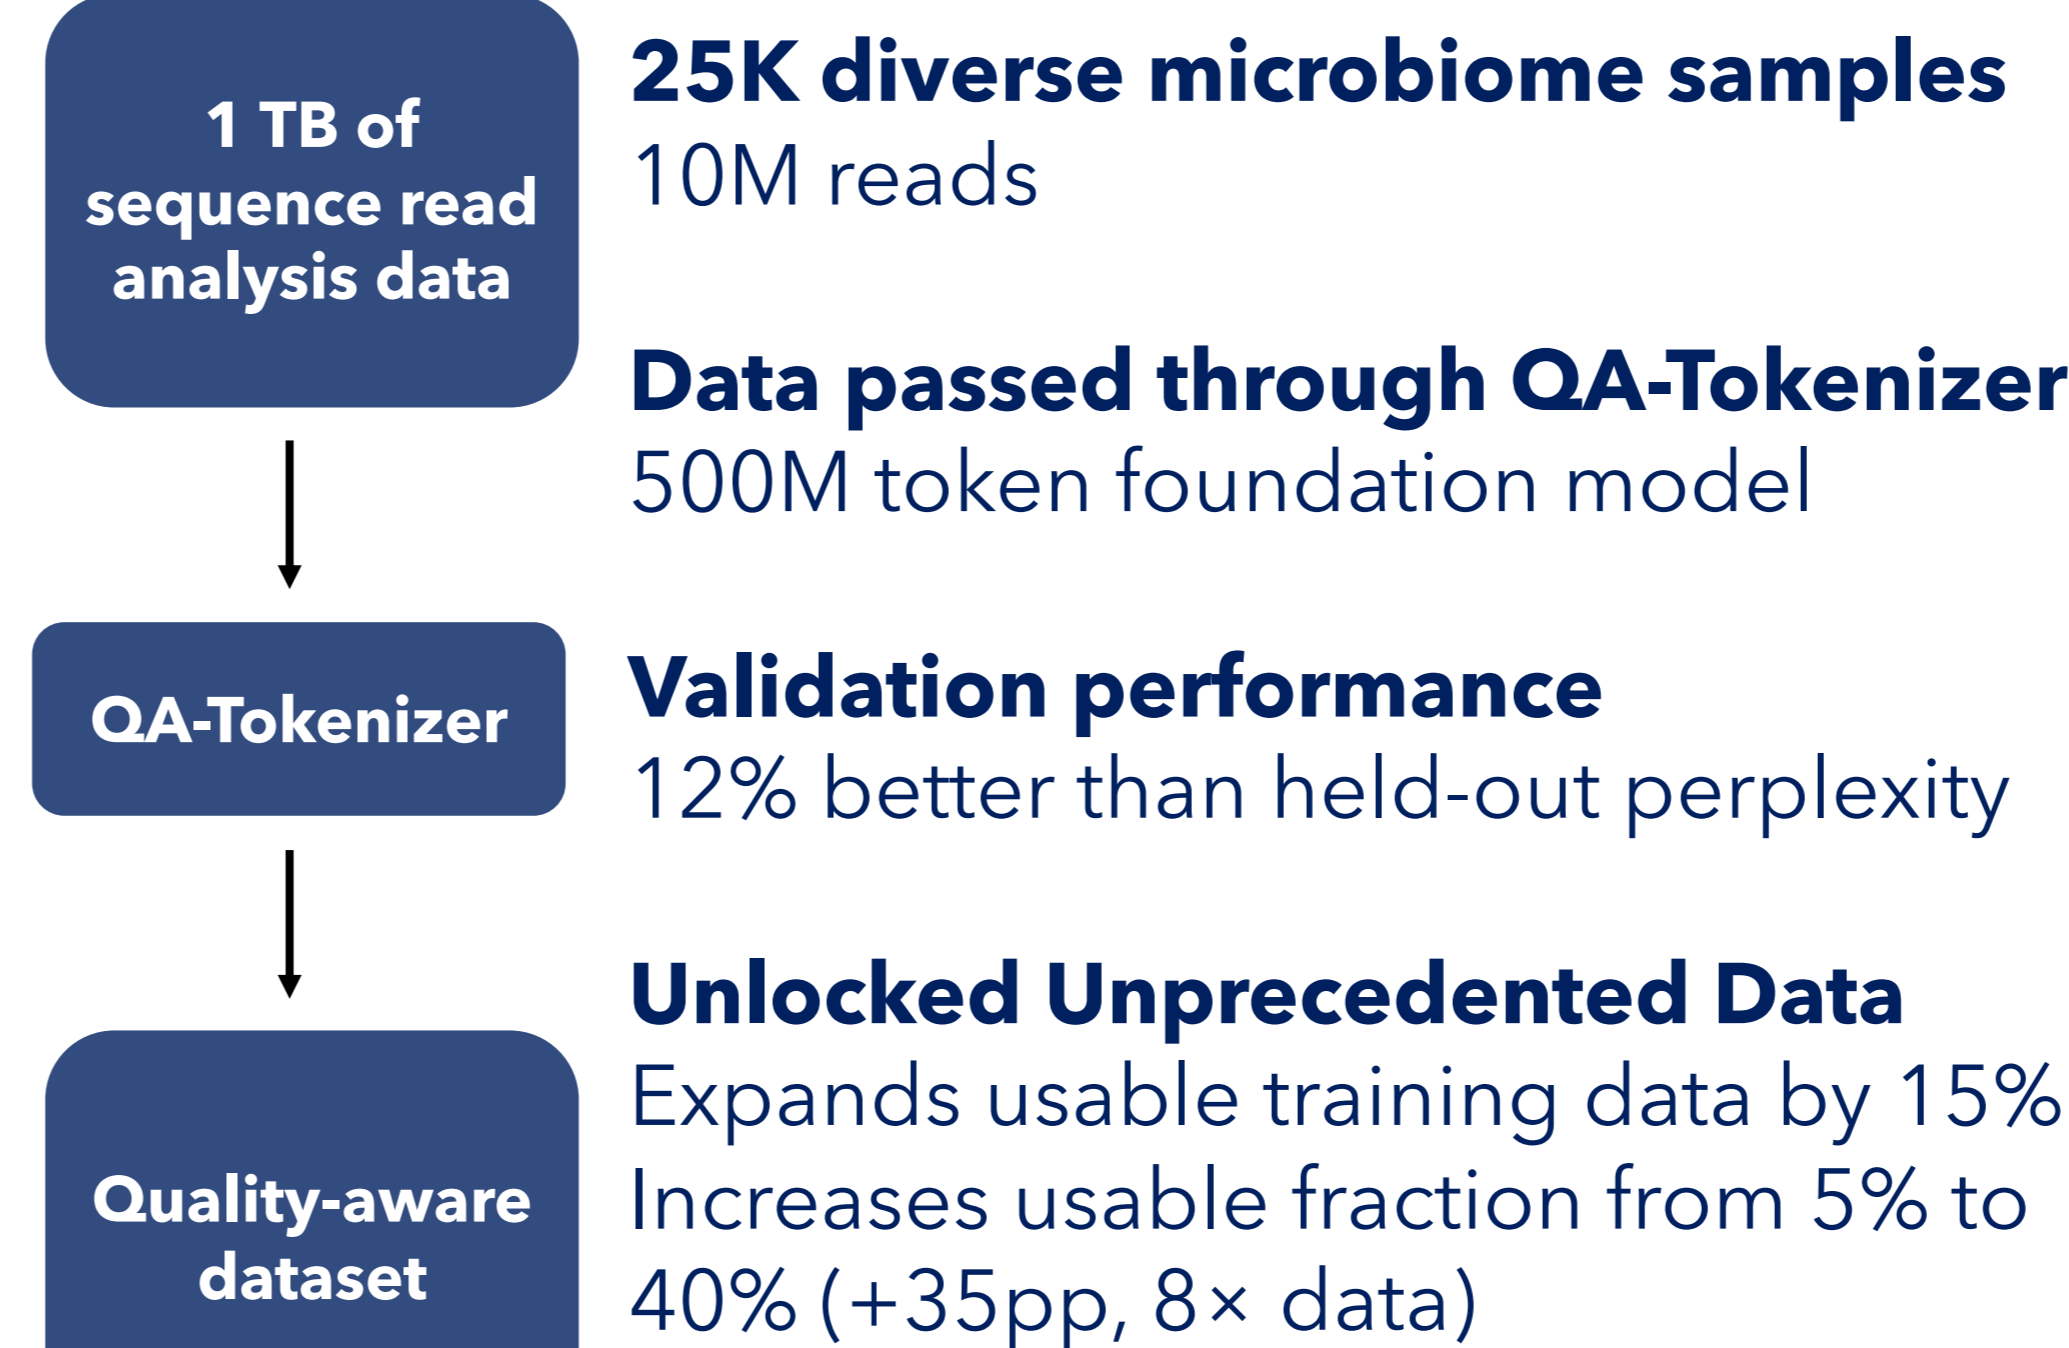 1 TB of
sequence read
analysis data
QA-Tokenizer
Quality-aware
dataset
25K diverse microbiome samples
10M reads
Data passed through QA-Tokenizer
500M token foundation model
Validation performance
12% better than held-out perplexity
Unlocked Unprecedented Data
Expands usable training data by 15%
Increases usable fraction from 5% to
40% (+35pp, 8× data)